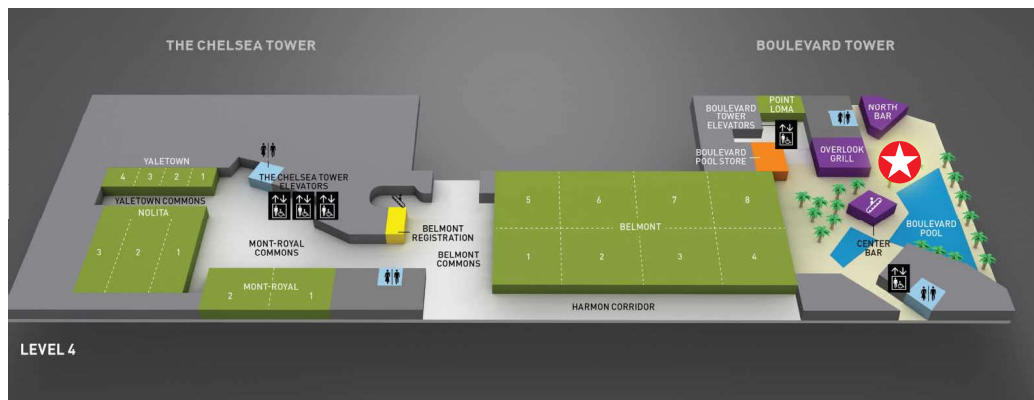 THE CHELSEA TOWER
BOULEVARD TOWER
POINT
LOMA
BOULEVARD
TOWER
ELEVATORS
NORTH
BAR
YALETOWN
4 3 2 1
THE CHELSEA TOWER
ELEVATORS
BOULEVARD
POOL STORE
OVERLOOK
GRILL
YALETOWN COMMONS
NOLITA
3 2 1
MONT-ROYAL
COMMONS
BELMONT
REGISTRATION
BELMONT
COMMONS
5 6 7 8
BELMONT
1 2 3 4
BOULEVARD
POOL
CENTER
BAR
MONT-ROYAL
2 1
HARMON CORRIDOR
LEVEL 4